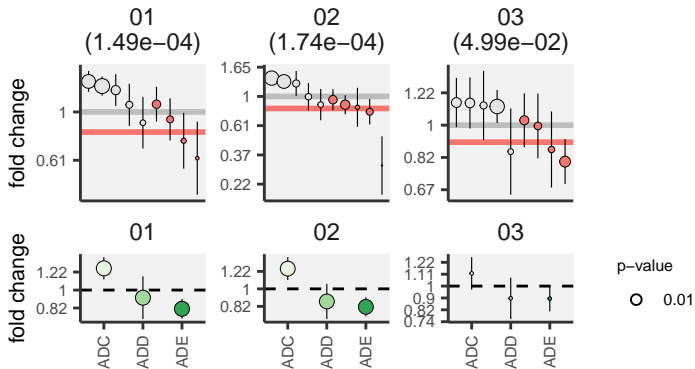 01
(1.49e−04)
02
(1.74e−04)
03
(4.99e−02)
fold change
1
0.61
1.65
1
0.61
0.37
0.22
1.22
1
0.82
0.67
01
02
03
fold change
1.22
1
0.82
1.22
1
0.82
1.22
1.11
1
0.9
0.82
0.74
ADC
ADD
ADE
ADC
ADD
ADE
ADC
ADD
ADE
p−value
0.01